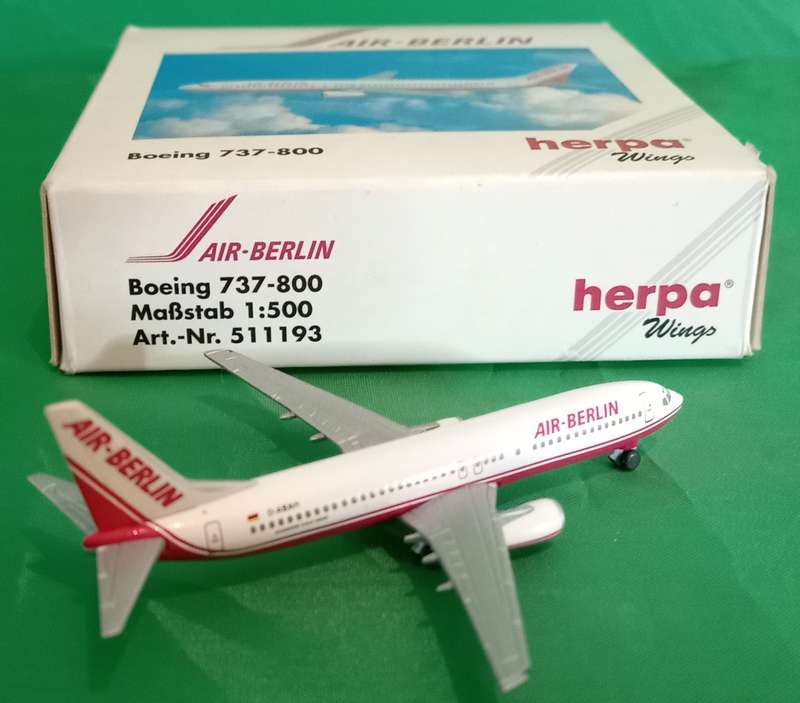 AIR-BERLIN
Boeing 737-800
herpa®
Wings
AIR-BERLIN
Boeing 737-800
Maßstab 1:500
Art.-Nr. 511193
herpa®
Wings
AIR-BERLIN
AIR-BERLIN